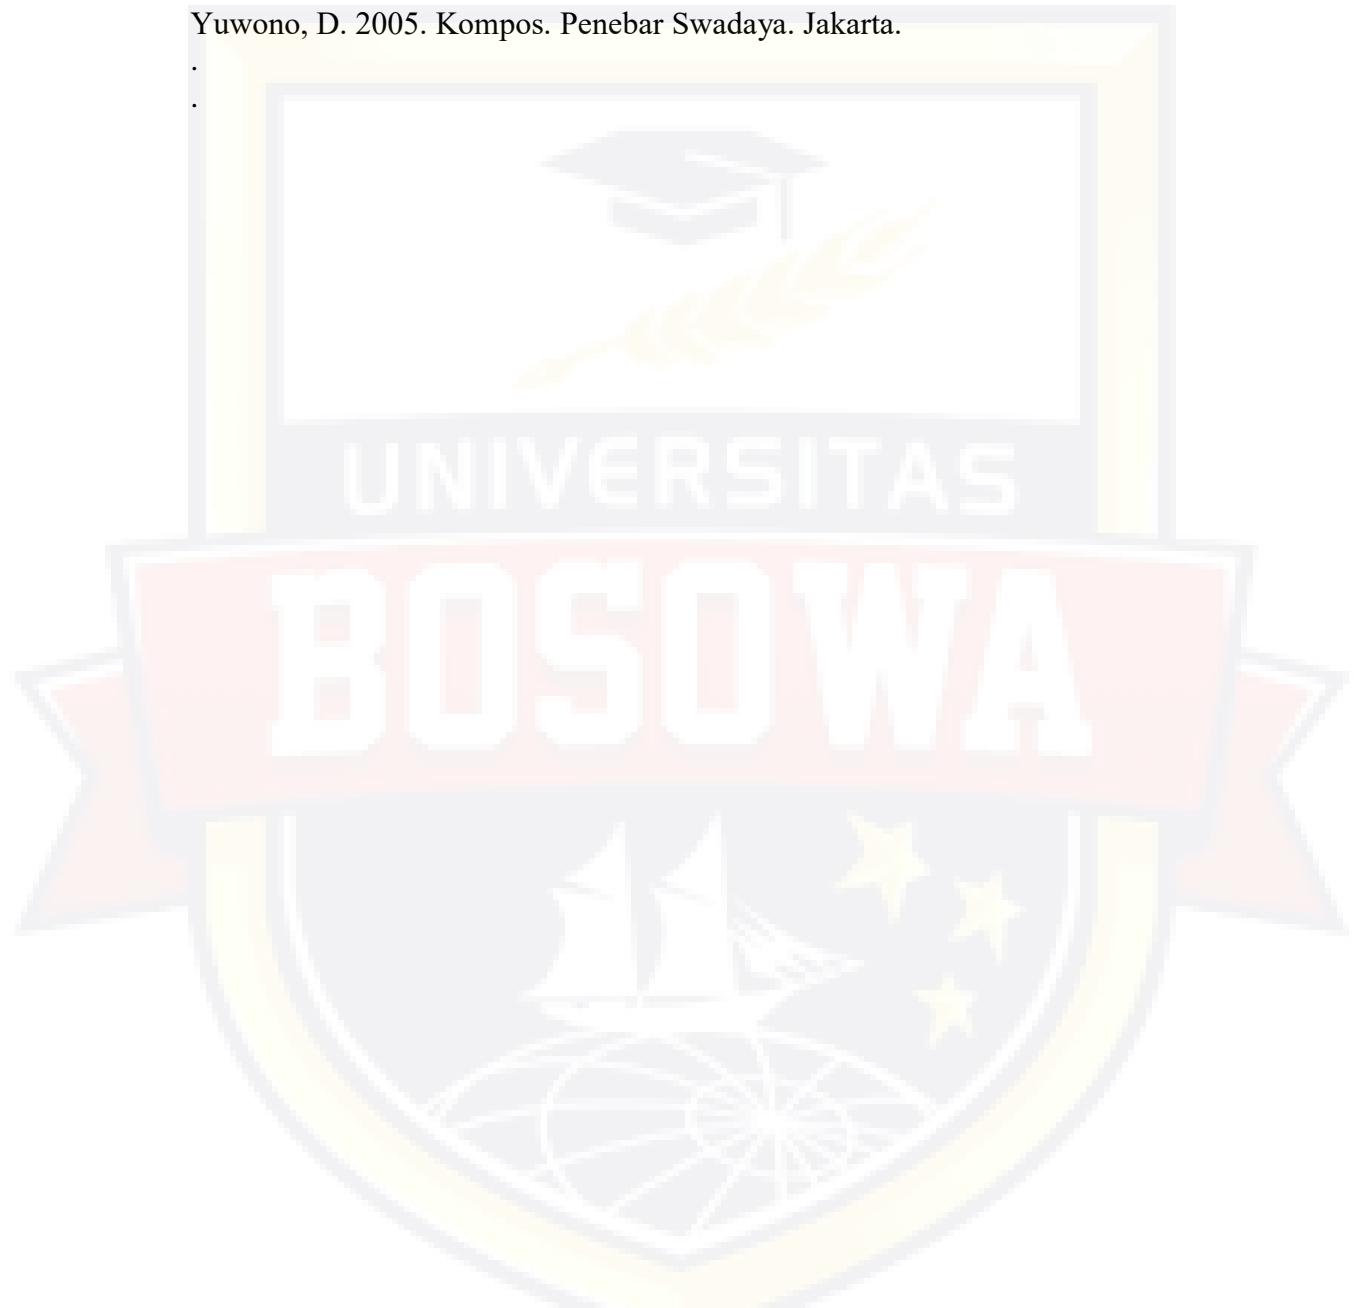 Yuwono, D. 2005. Kompos. Penebar Swadaya. Jakarta.
.
.
UNIVERSITAS
BOSOWA